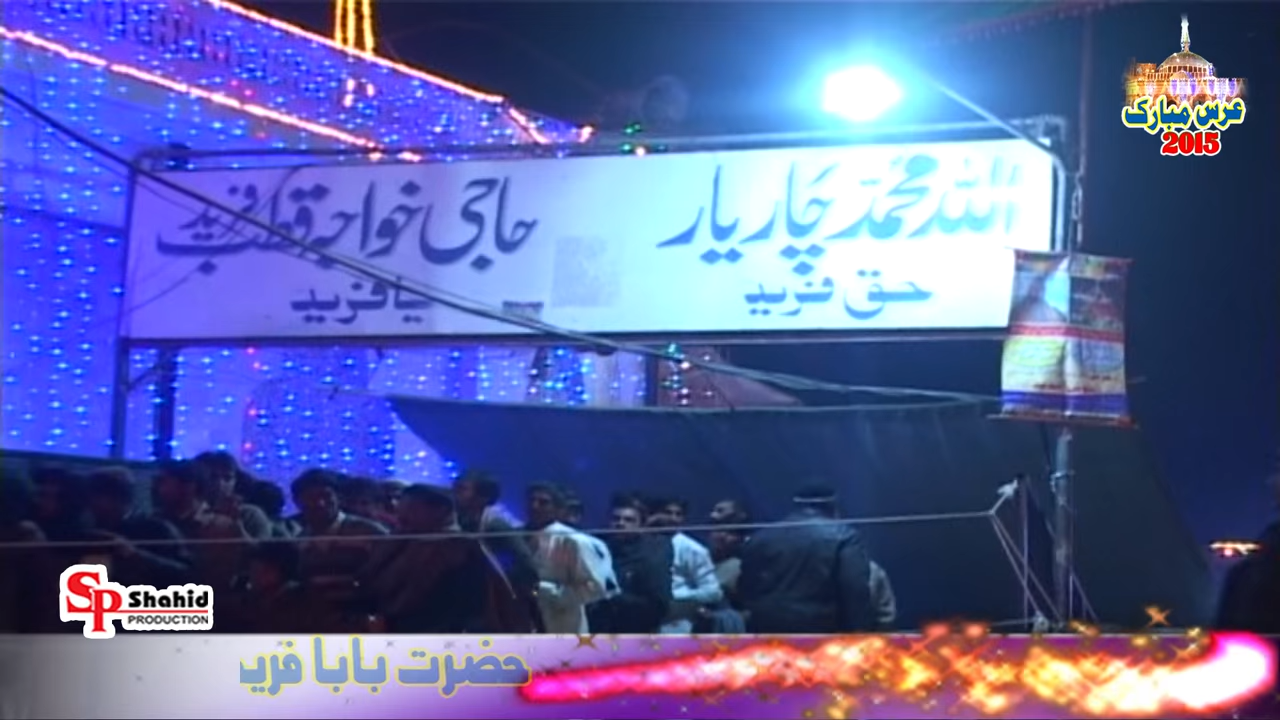 عرس مبارک
2015
اللہ محمد چار یار
حق فرید
حاجی خواجہ قطب فرید
یا فرید
SP Shahid
PRODUCTION
حضرت بابا فرید